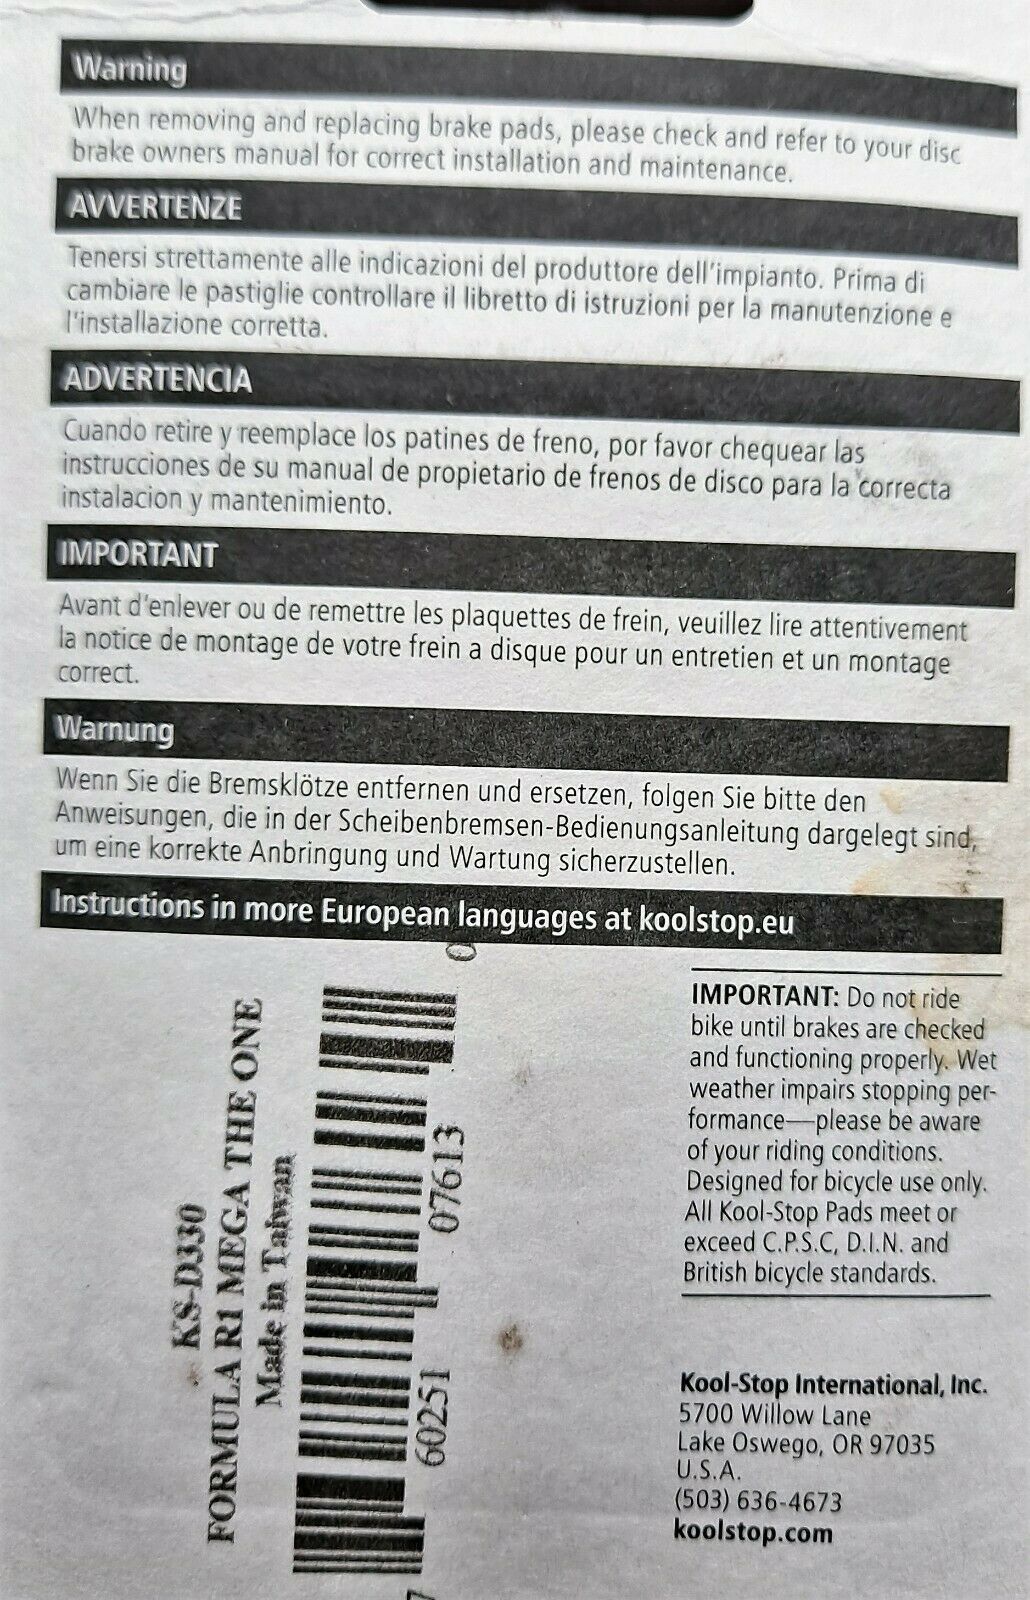 Warning
When removing and replacing brake pads, please check and refer to your disc
brake owners manual for correct installation and maintenance.
AVVERTENZE
Tenersi strettamente alle indicazioni del produttore dell'impianto. Prima di
cambiare le pastiglie controllare il libretto di istruzioni per la manutenzione e
l'installazione corretta.
ADVERTENCIA
Cuando retire y reemplace los patines de freno, por favor chequear las
instrucciones de su manual de propietario de frenos de disco para la correcta
instalacion y mantenimiento.
IMPORTANT
Avant d'enlever ou de remettre les plaquettes de frein, veuillez lire attentivement
la notice de montage de votre frein a disque pour un entretien et un montage
correct.
Warnung
Wenn Sie die Bremsklötze entfernen und ersetzen, folgen Sie bitte den
Anweisungen, die in der Scheibenbremsen-Bedienungsanleitung dargelegt sind,
um eine korrekte Anbringung und Wartung sicherzustellen.
Instructions in more European languages at koolstop.eu
KS-D330
FORMULA R1 MEGA THE ONE
Made in Taiwan
7 60251 07613 0
IMPORTANT: Do not ride
bike until brakes are checked
and functioning properly. Wet
weather impairs stopping per-
formance—please be aware
of your riding conditions.
Designed for bicycle use only.
All Kool-Stop Pads meet or
exceed C.P.S.C, D.I.N. and
British bicycle standards.
Kool-Stop International, Inc.
5700 Willow Lane
Lake Oswego, OR 97035
U.S.A.
(503) 636-4673
koolstop.com